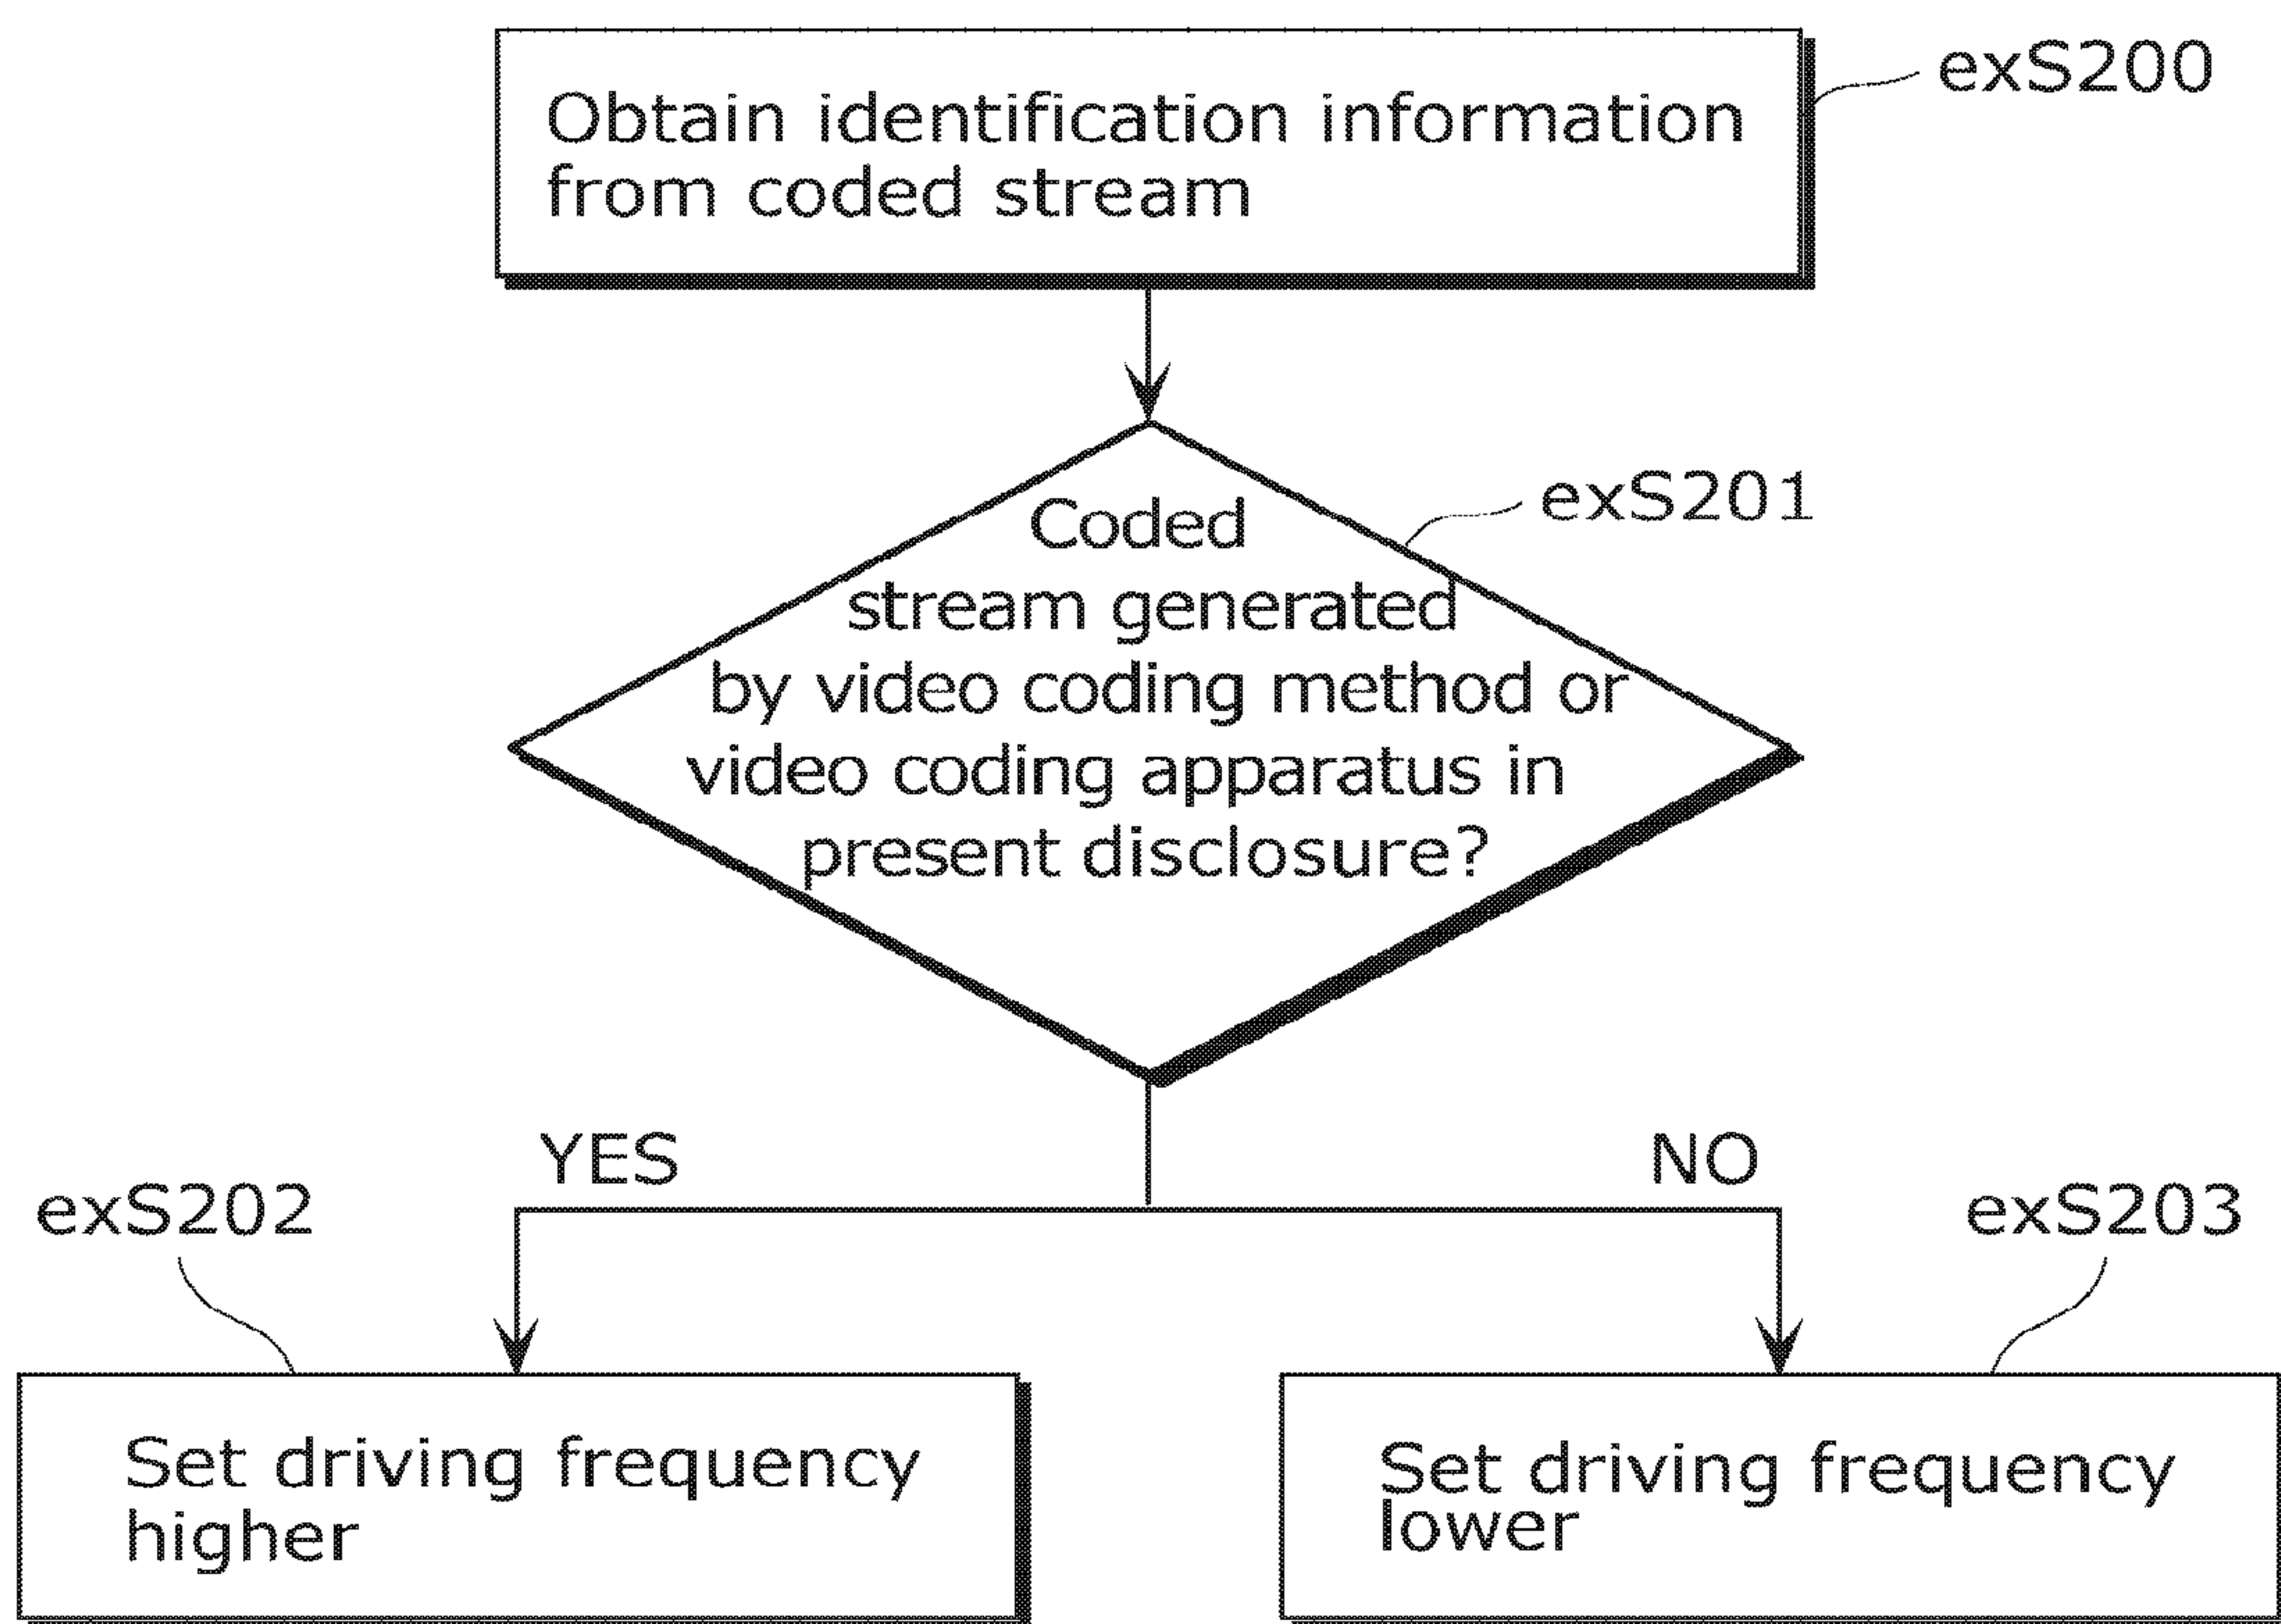 Obtain identification information
from coded stream
exS200
Coded
stream generated
by video coding method or
video coding apparatus in
present disclosure?
exS201
YES
NO
exS202
exS203
Set driving frequency
higher
Set driving frequency
lower